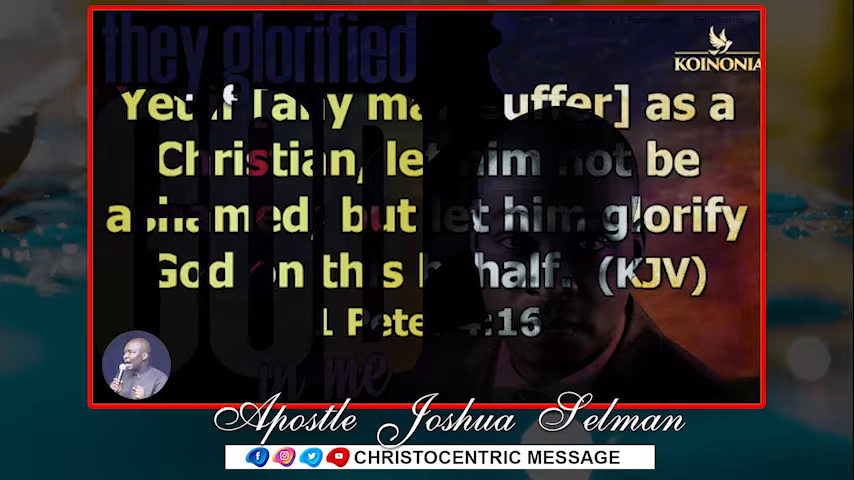 they glorified
KOINONIA
Yet if [any man suffer] as a
Christian, let him not be
ashamed, but let him glorify
God on this behalf. (KJV)
1 Peter 4:16
GOD
in me
Apostle Joshua Selman
CHRISTOCENTRIC MESSAGE